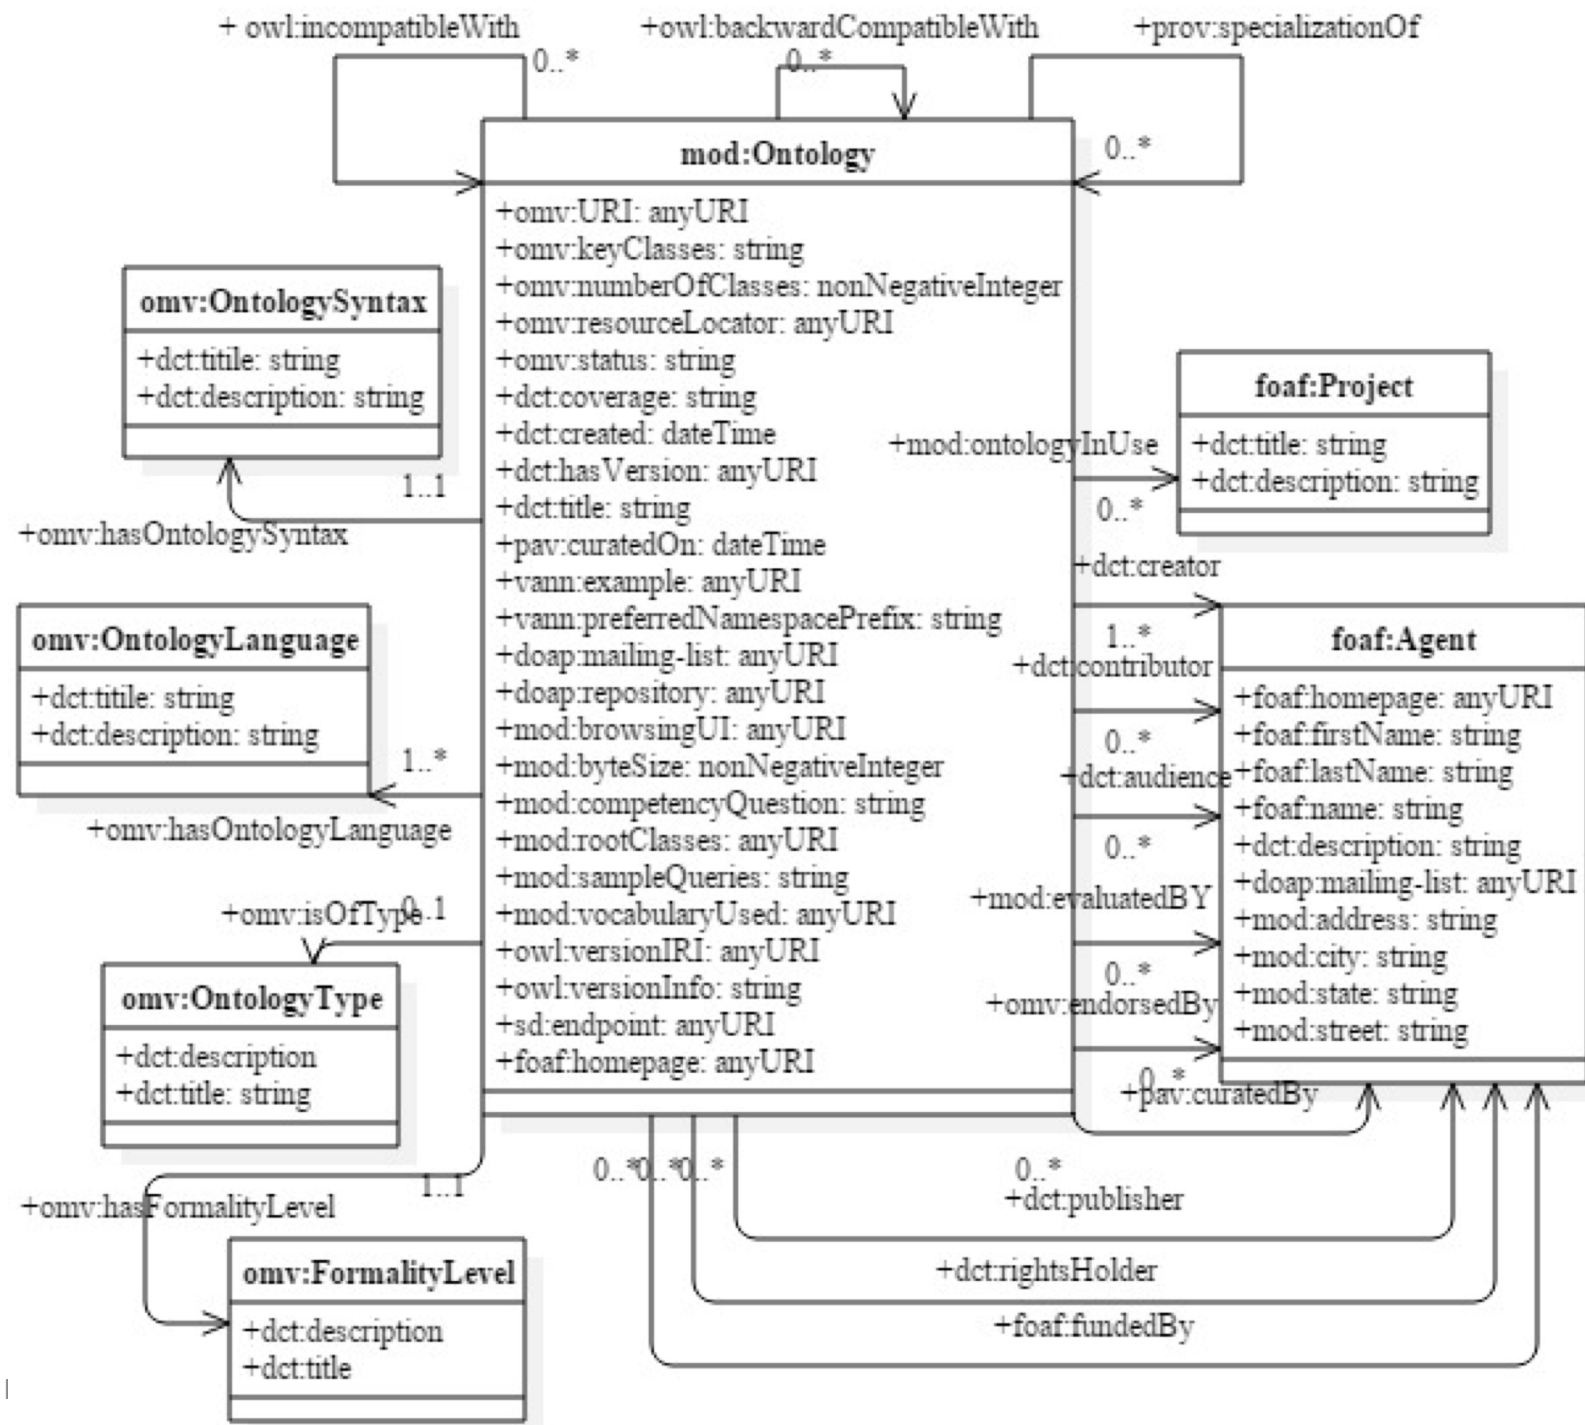 + owl:incompatibleWith
+owl:backwardCompatibleWith
+prov:specializationOf
0..*
0..*
0..*
mod:Ontology
+omv:URI: anyURI
+omv:keyClasses: string
+omv:numberOfClasses: nonNegativeInteger
+omv:resourceLocator: anyURI
+omv:status: string
+dct:coverage: string
+dct:created: dateTime
+dct:hasVersion: anyURI
+dct:title: string
+pav:curatedOn: dateTime
+vann:example: anyURI
+vann:preferredNamespacePrefix: string
+doap:mailing-list: anyURI
+doap:repository: anyURI
+mod:browsingUI: anyURI
+mod:byteSize: nonNegativeInteger
+mod:competencyQuestion: string
+mod:rootClasses: anyURI
+mod:sampleQueries: string
+mod:vocabularyUsed: anyURI
+owl:versionIRI: anyURI
+owl:versionInfo: string
+sd:endpoint: anyURI
+foaf:homepage: anyURI
omv:OntologySyntax
+dct:titile: string
+dct:description: string
1..1
+omv:hasOntologySyntax
omv:OntologyLanguage
+dct:titile: string
+dct:description: string
1..*
+omv:hasOntologyLanguage
+omv:isOfType
0..1
omv:OntologyType
+dct:description
+dct:title: string
1..1
+omv:hasFormalityLevel
omv:FormalityLevel
+dct:description
+dct:title
foaf:Project
+dct:title: string
+dct:description: string
+mod:ontologyInUse
0..*
+dct:creator
1..*
+dct:contributor
0..*
+dct:audience
0..*
+mod:evaluatedBY
0..*
+omv:endorsedBy
0..*
+pav:curatedBy
foaf:Agent
+foaf:homepage: anyURI
+foaf:firstName: string
+foaf:lastName: string
+foaf:name: string
+dct:description: string
+doap:mailing-list: anyURI
+mod:address: string
+mod:city: string
+mod:state: string
+mod:street: string
0..*
0..*
0..*
0..*
+dct:publisher
+dct:rightsHolder
+foaf:fundedBy